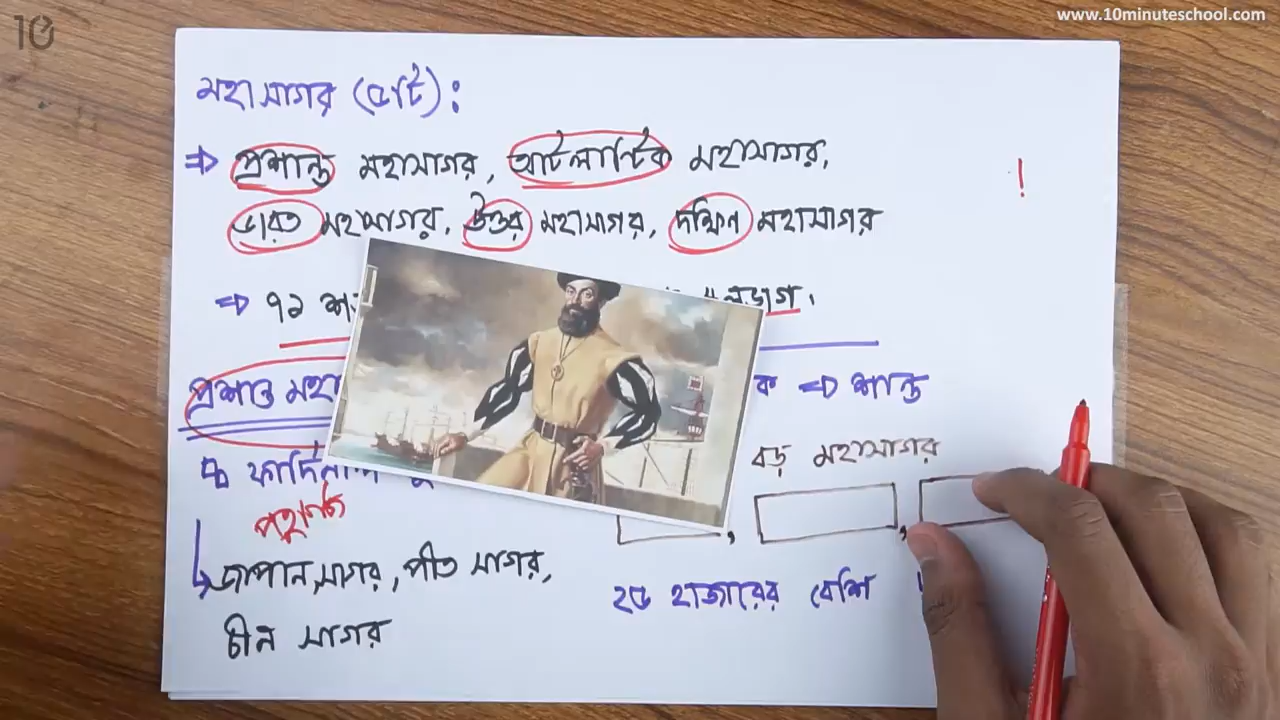 10
www.10minuteschool.com
মহাসাগর (৫টি):
⇒ প্রশান্ত মহাসাগর, আটলান্টিক মহাসাগর,
!
ভারত মহাসাগর, উত্তর মহাসাগর, দক্ষিণ মহাসাগর
⇒ ৭১
প্রশান্ত মহা
ক ⇒ শান্ত
বড় মহাসাগর
জাপান সাগর, পীত সাগর,
২৫ হাজারের বেশি
চীন সাগর